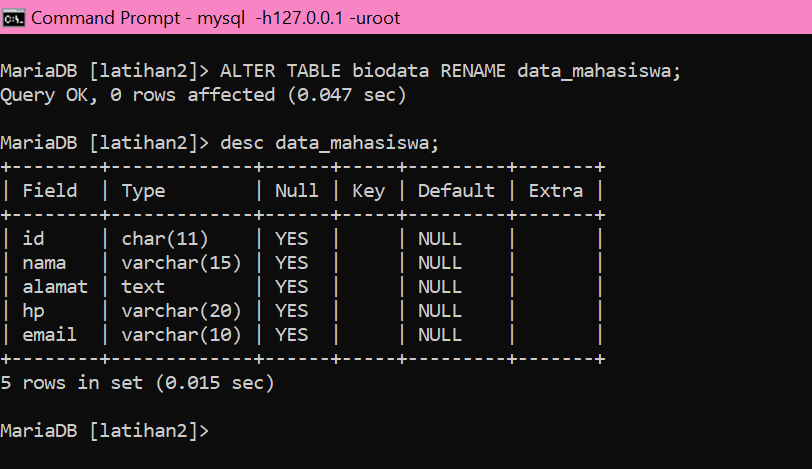 Command Prompt - mysql  -h127.0.0.1 -uroot
MariaDB [latihan2]> ALTER TABLE biodata RENAME data_mahasiswa;
Query OK, 0 rows affected (0.047 sec)
MariaDB [latihan2]> desc data_mahasiswa;
+--------+-------------+------+-----+---------+-------+
| Field  | Type        | Null | Key | Default | Extra |
+--------+-------------+------+-----+---------+-------+
| id     | char(11)    | YES  |     | NULL    |       |
| nama   | varchar(15) | YES  |     | NULL    |       |
| alamat | text        | YES  |     | NULL    |       |
| hp     | varchar(20) | YES  |     | NULL    |       |
| email  | varchar(10) | YES  |     | NULL    |       |
+--------+-------------+------+-----+---------+-------+
5 rows in set (0.015 sec)
MariaDB [latihan2]>